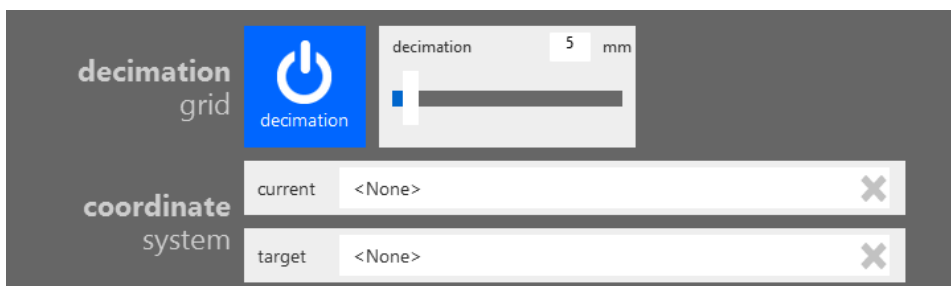 decimation
grid
decimation
decimation 5 mm
coordinate
system
current <None>
target <None>